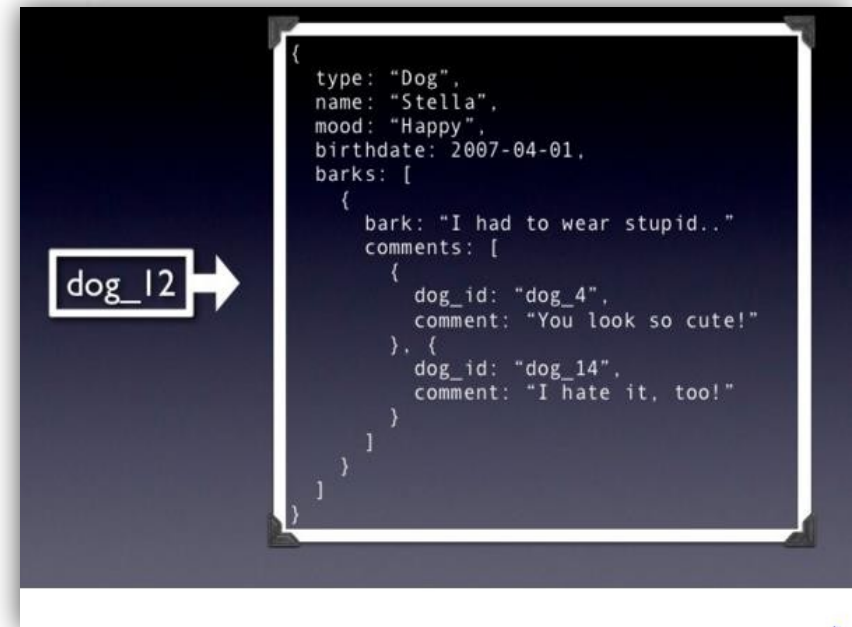 dog_12
{
type: “Dog”,
name: “Stella”,
mood: “Happy”,
birthdate: 2007-04-01,
barks: [
{
bark: “I had to wear stupid..”
comments: [
{
dog_id: “dog_4”,
comment: “You look so cute!”
}, {
dog_id: “dog_14”,
comment: “I hate it, too!”
}
]
}
]
}